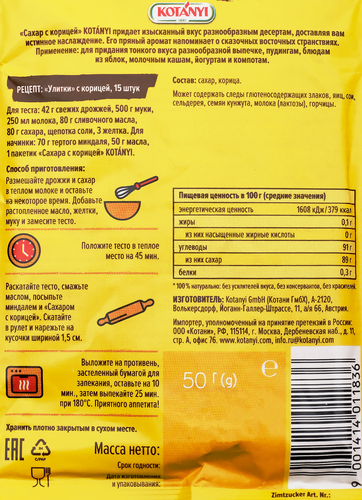 KOTÁNYI
1881
«Сахар с корицей» KOTÁNYI придает изысканный вкус разнообразным десертам, доставляя вам
истинное наслаждение. Его пряный аромат напоминает о сказочных восточных странствиях.
Применение: для придания тонкого вкуса разнообразной выпечке, пудингам, блюдам
из яблок, молочным кашам, йогуртам и компотам.
РЕЦЕПТ: «Улитки» с корицей, 15 штук
Для теста: 42 г свежих дрожжей, 500 г муки,
250 мл молока, 80 г сливочного масла,
80 г сахара, щепотка соли, 3 желтка. Для
начинки: 70 г тертого миндаля, 50 г масла,
1 пакетик «Сахара с корицей» KOTÁNYI.
Способ приготовления:
Размешайте дрожжи и сахар
в теплом молоке и оставьте
на некоторое время. Добавьте
растопленное масло, желтки,
муку и замесите тесто.
Положите тесто в теплое
место на 45 мин.
Раскатайте тесто, смажьте
маслом, посыпьте
миндалем и «Сахаром
с корицей». Скатайте
в рулет и нарежьте на
кусочки шириной 1,5 см.
Выложите на противень,
застеленный бумагой для
запекания, оставьте на 10
мин., затем выпекайте 25 мин.
при 180°C. Приятного аппетита!
Хранить плотно закрытым в сухом месте.
EAC
C/PAP
Масса нетто:
Срок годности:
Дата изготовления
и упаковывания.
Состав: сахар, корица.
Может содержать следы глютеносодержащих злаков, яиц, сои,
сельдерея, семян кунжута, молока (лактозы), горчицы.
Пищевая ценность в 100 г (средние значения)
энергетическая ценность 1608 кДж/ 379 ккал
жиры 0,1 г
из них насыщенные жирные кислоты 0 г
углеводы 91 г
из них сахар 89 г
белки 0,3 г
* 100 % натурально: без усилителей вкуса, без консервантов, без красителей.
ИЗГОТОВИТЕЛЬ: Kotanyi GmbH (Котани ГмбХ), А-2120,
Волькерсдорф, Йоганн-Галлер-Штрассе, 11, а/я 66, Австрия.
Импортер, уполномоченный на принятие претензий в России:
ООО «Котани», РФ, 115114, г. Москва, Дербеневская наб., д. 11,
стр. А, офис 76. www.kotanyi.com, info.ru@kotanyi.com
50 г (g)
e
9001414011836
Zimtzucker Art. Nr.: